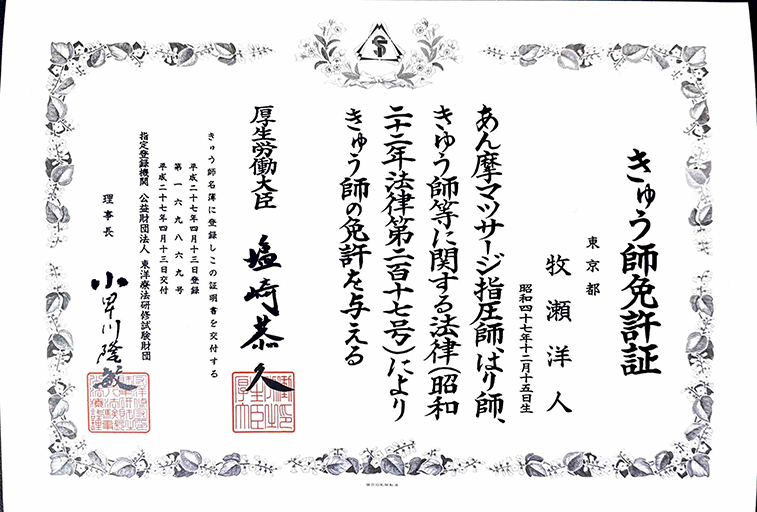 きゅう師免許証
東京都
牧瀬洋人
昭和四十七年十二月十五日生
あん摩マツサージ指圧師、はり師、
きゆう師等に関する法律(昭和
二十二年法律第二百十七号)により
きゅう師の免許を与える
厚生労働大臣 塩崎恭久
きゅう師名簿に登録しこの証明書を交付する
平成二十七年四月十三日登録
第一六九八六九号
平成二十七年四月十三日交付
指定登録機関 公益財団法人 東洋療法研修試験財団
理事長 小早川隆敏